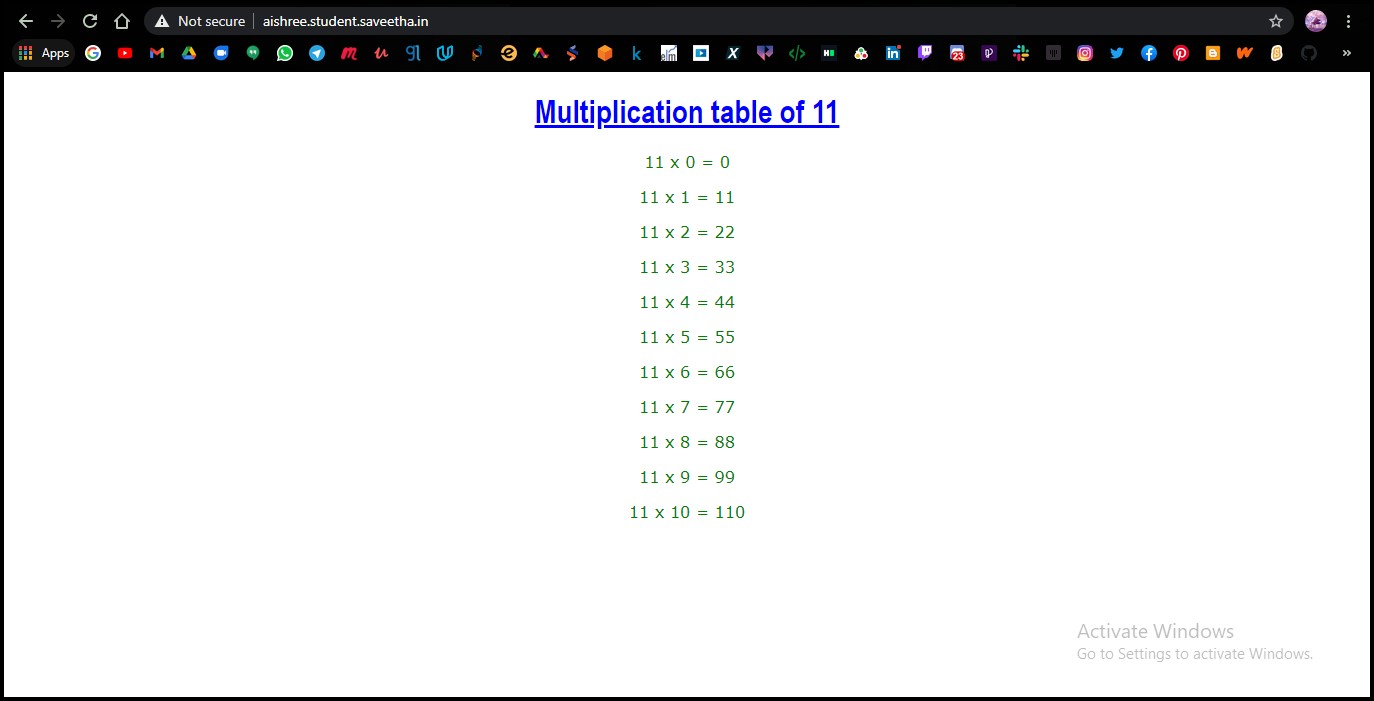 Not secure
aishree.student.saveetha.in
Apps
Multiplication table of 11
11 x 0 = 0
11 x 1 = 11
11 x 2 = 22
11 x 3 = 33
11 x 4 = 44
11 x 5 = 55
11 x 6 = 66
11 x 7 = 77
11 x 8 = 88
11 x 9 = 99
11 x 10 = 110
Activate Windows
Go to Settings to activate Windows.